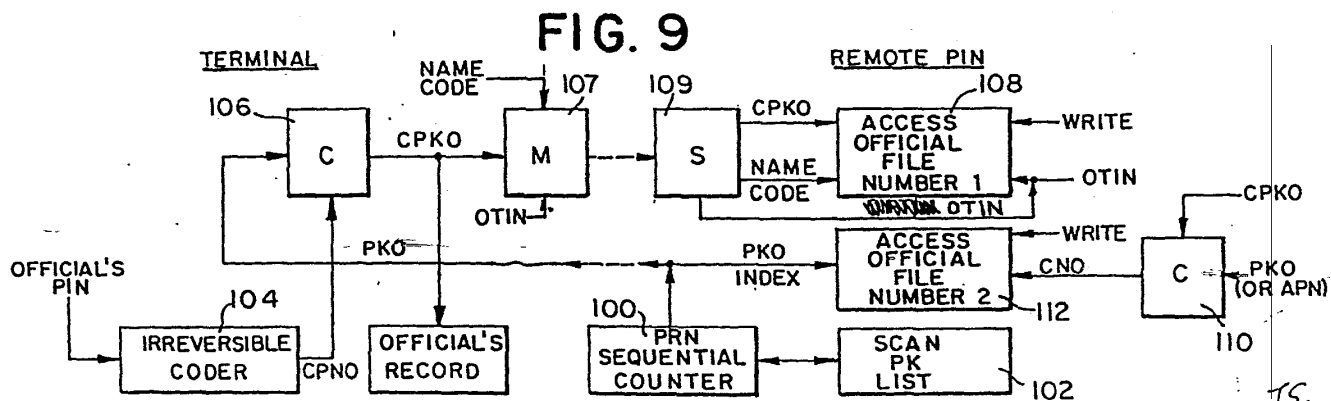 FIG. 9
TERMINAL
REMOTE PIN
NAME
CODE
107
109
108
106
C
CPKO
M
OTIN
S
CPKO
NAME
CODE
ACCESS
OFFICIAL
FILE
NUMBER 1
WRITE
OTIN
OTIN
CPKO
PKO
PKO
INDEX
ACCESS
OFFICIAL
FILE
NUMBER 2
WRITE
CNO
C
PKO
(OR APN)
112
110
OFFICIAL'S
PIN
104
IRREVERSIBLE
CODER
CPNO
OFFICIAL'S
RECORD
100
PRN
SEQUENTIAL
COUNTER
SCAN
PK
LIST
102